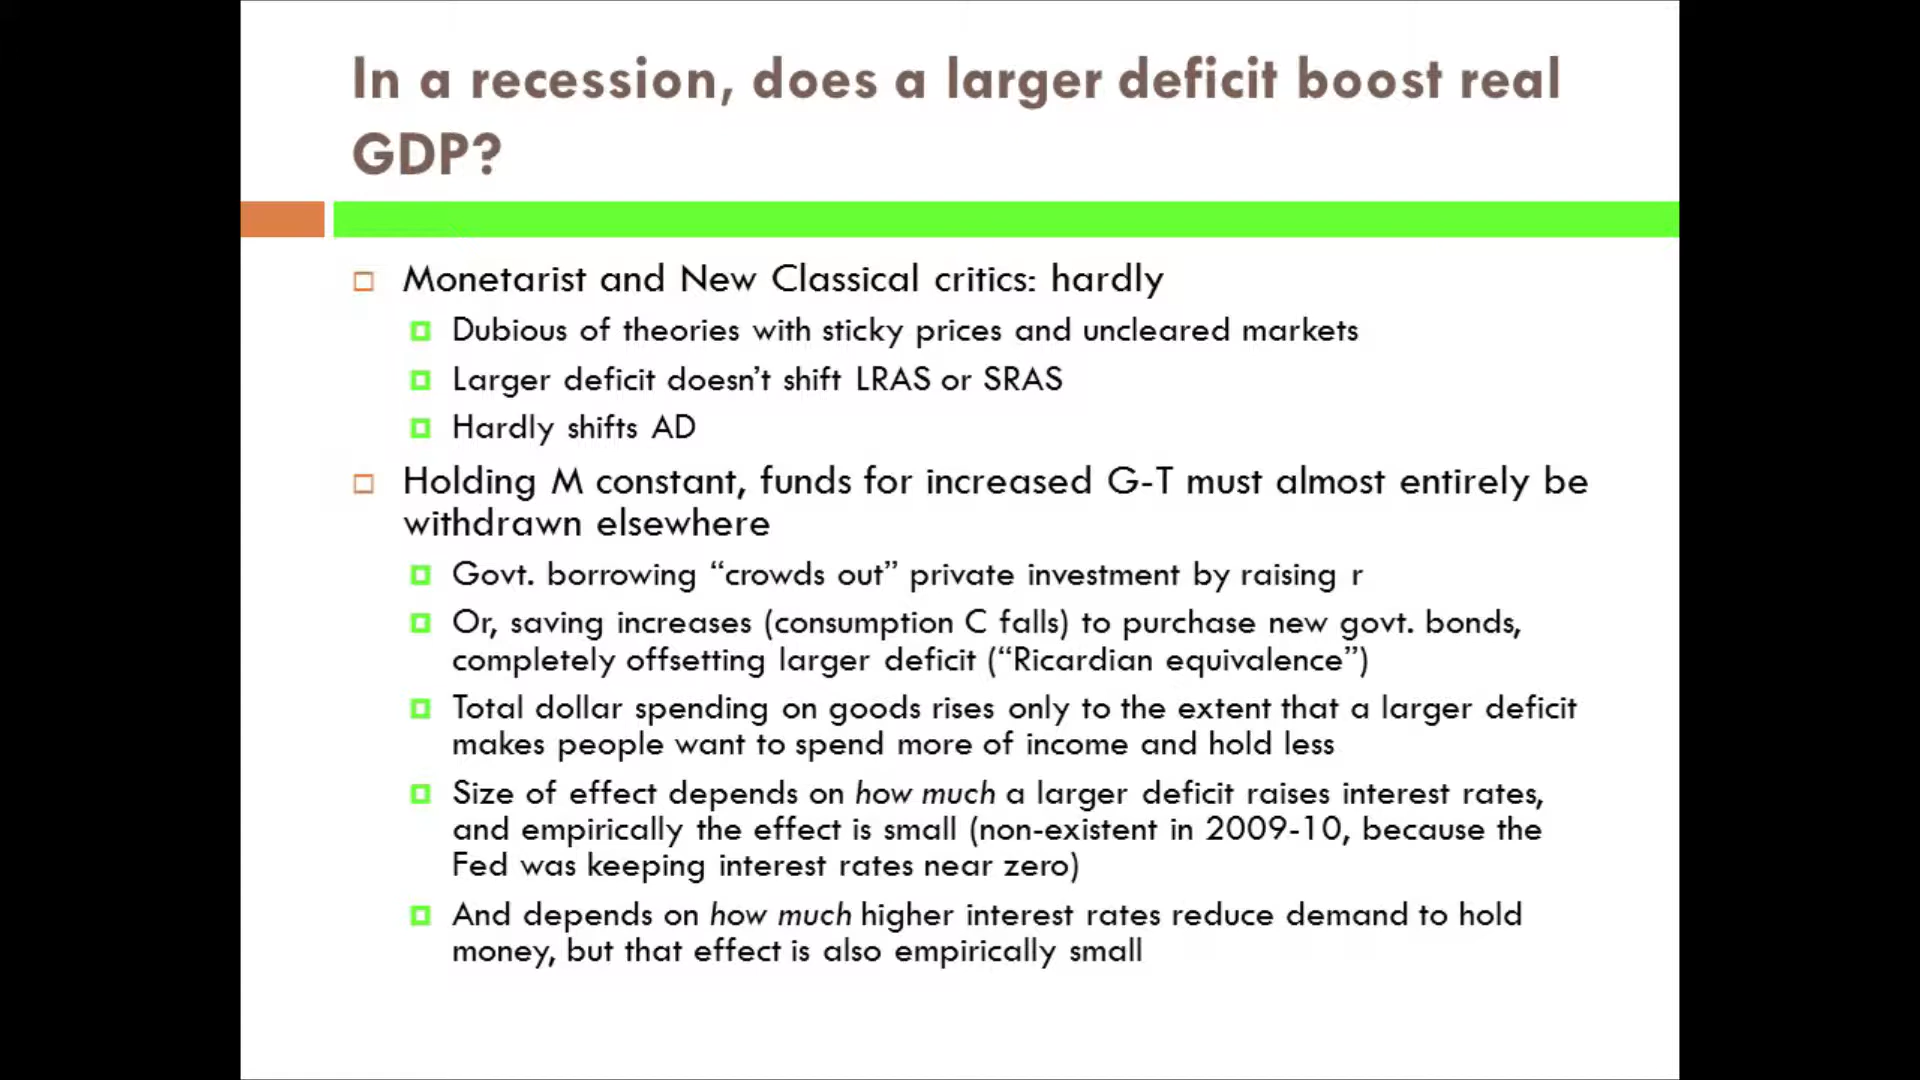 In a recession, does a larger deficit boost real
GDP?
Monetarist and New Classical critics: hardly
Dubious of theories with sticky prices and uncleared markets
Larger deficit doesn’t shift LRAS or SRAS
Hardly shifts AD
Holding M constant, funds for increased G-T must almost entirely be
withdrawn elsewhere
Govt. borrowing “crowds out” private investment by raising r
Or, saving increases (consumption C falls) to purchase new govt. bonds,
completely offsetting larger deficit (“Ricardian equivalence”)
Total dollar spending on goods rises only to the extent that a larger deficit
makes people want to spend more of income and hold less
Size of effect depends on how much a larger deficit raises interest rates,
and empirically the effect is small (non-existent in 2009-10, because the
Fed was keeping interest rates near zero)
And depends on how much higher interest rates reduce demand to hold
money, but that effect is also empirically small